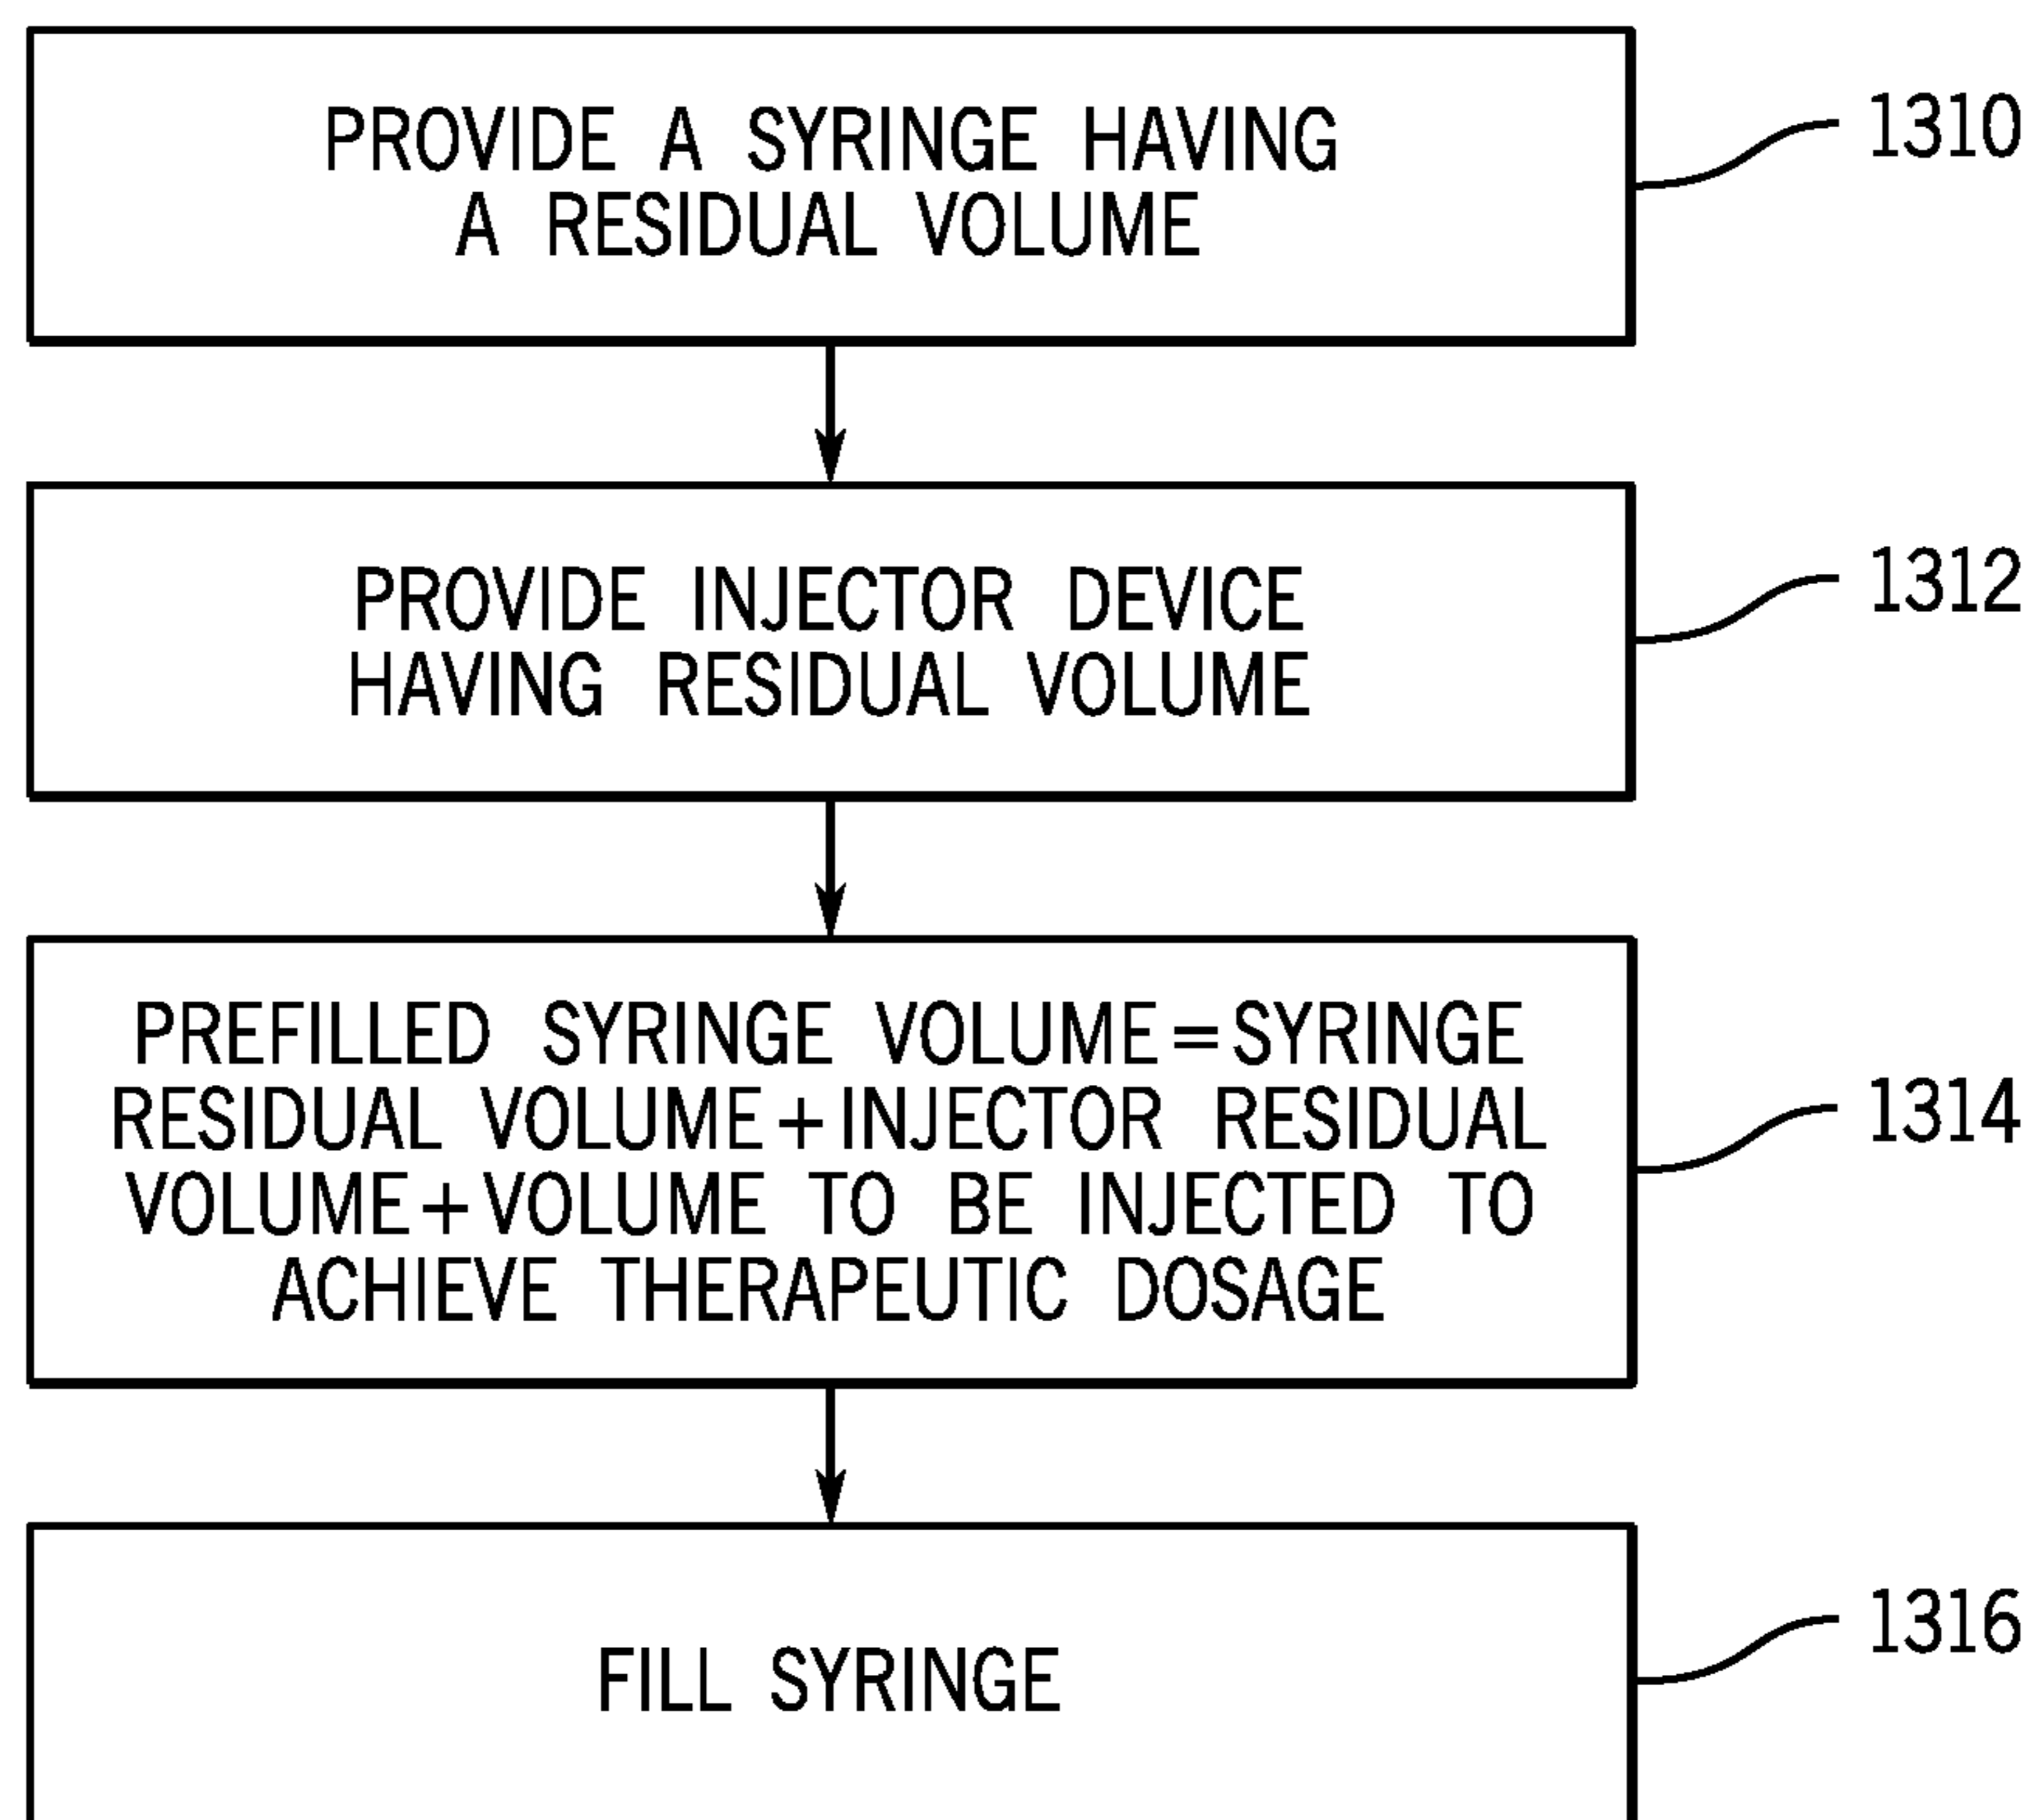 PROVIDE A SYRINGE HAVING
A RESIDUAL VOLUME
1310
PROVIDE INJECTOR DEVICE
HAVING RESIDUAL VOLUME
1312
PREFILLED SYRINGE VOLUME=SYRINGE
RESIDUAL VOLUME+INJECTOR RESIDUAL
VOLUME+VOLUME TO BE INJECTED TO
ACHIEVE THERAPEUTIC DOSAGE
1314
FILL SYRINGE
1316